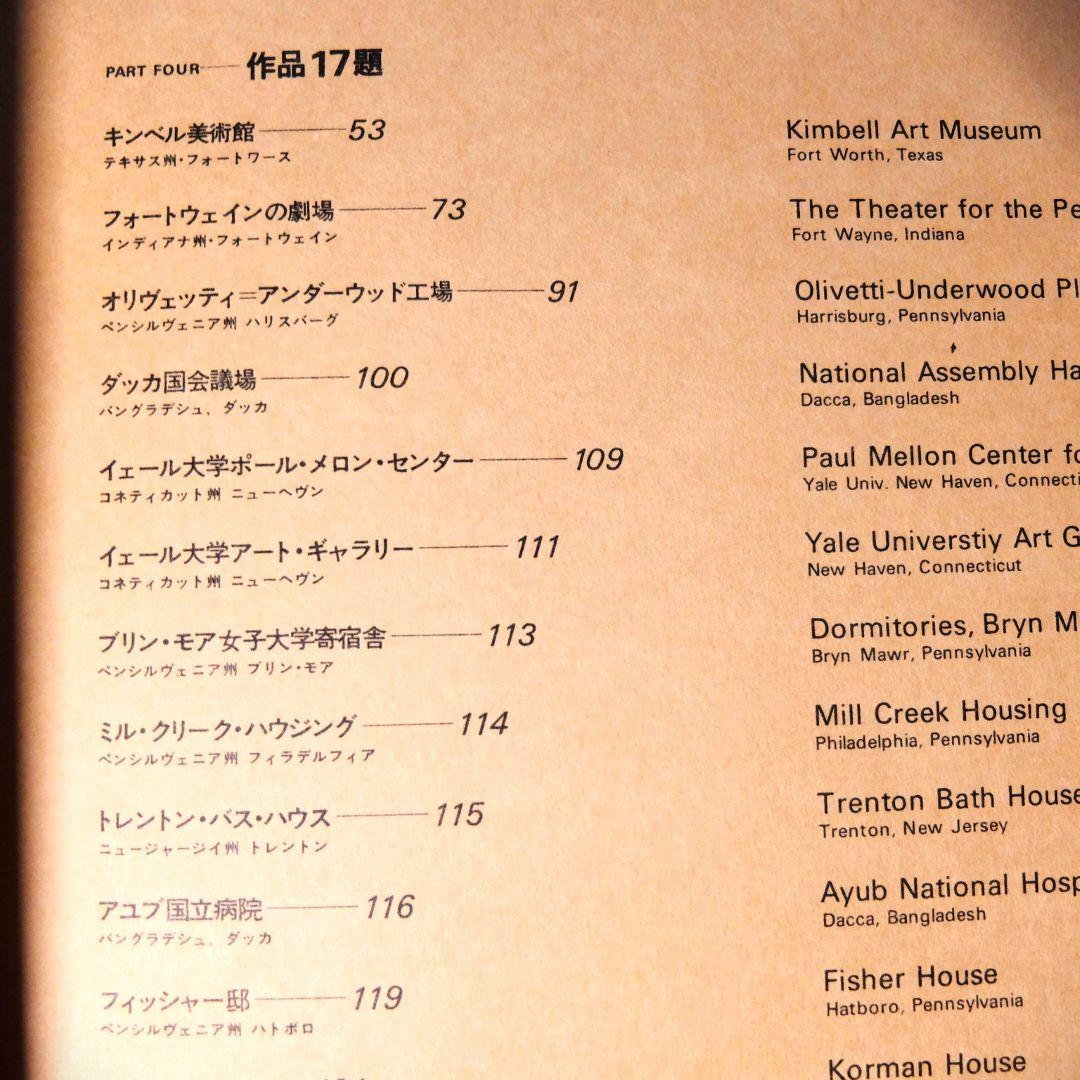 PART FOUR——作品17題
キンベル美術館——53
テキサス州・フォートワース
フォートウェインの劇場——73
インディアナ州・フォートウェイン
オリヴェッティ=アンダーウッド工場——91
ペンシルヴェニア州 ハリスバーグ
ダッカ国会議場——100
バングラデシュ、ダッカ
イェール大学ポール・メロン・センター——109
コネティカット州 ニューヘヴン
イェール大学アート・ギャラリー——111
コネティカット州 ニューヘヴン
ブリン・モア女子大学寄宿舎——113
ペンシルヴェニア州 ブリン・モア
ミル・クリーク・ハウジング——114
ペンシルヴェニア州 フィラデルフィア
トレントン・バス・ハウス——115
ニュージャージイ州 トレントン
アユブ国立病院——116
バングラデシュ、ダッカ
フィッシャー邸——119
ペンシルヴェニア州 ハトボロ
Kimbell Art Museum
Fort Worth, Texas
The Theater for the Pe
Fort Wayne, Indiana
Olivetti-Underwood Pl
Harrisburg, Pennsylvania
National Assembly Ha
Dacca, Bangladesh
Paul Mellon Center fo
Yale Univ. New Haven, Connecti
Yale Universtiy Art G
New Haven, Connecticut
Dormitories, Bryn M
Bryn Mawr, Pennsylvania
Mill Creek Housing
Philadelphia, Pennsylvania
Trenton Bath House
Trenton, New Jersey
Ayub National Hosp
Dacca, Bangladesh
Fisher House
Hatboro, Pennsylvania
Korman House